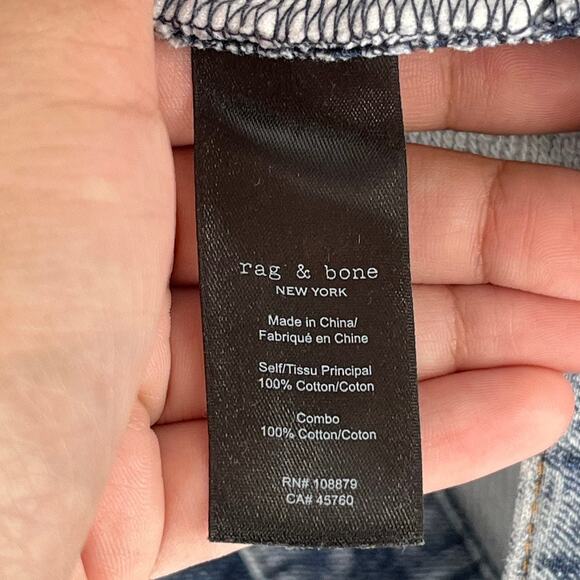 rag & bone
NEW YORK
Made in China/
Fabriqué en Chine
Self/Tissu Principal
100% Cotton/Coton
Combo
100% Cotton/Coton
RN# 108879
CA# 45760